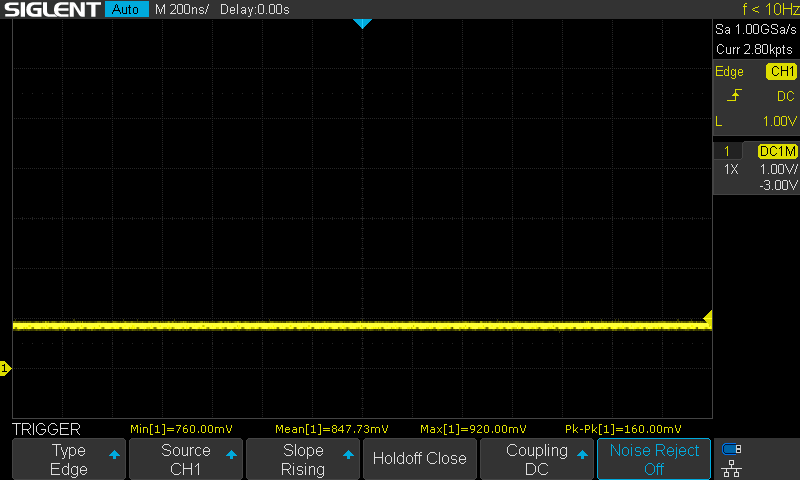 SIGLENT Auto M 200ns/ Delay:0.00s f < 10Hz
Sa 1.00GSa/s
Curr 2.80kpts
Edge CH1
DC
L 1.00V
1 DC1M
1X 1.00V/
-3.00V
1
TRIGGER Min[1]=760.00mV Mean[1]=847.73mV Max[1]=920.00mV Pk-Pk[1]=160.00mV
Type
Edge
Source
CH1
Slope
Rising
Holdoff Close
Coupling
DC
Noise Reject
Off